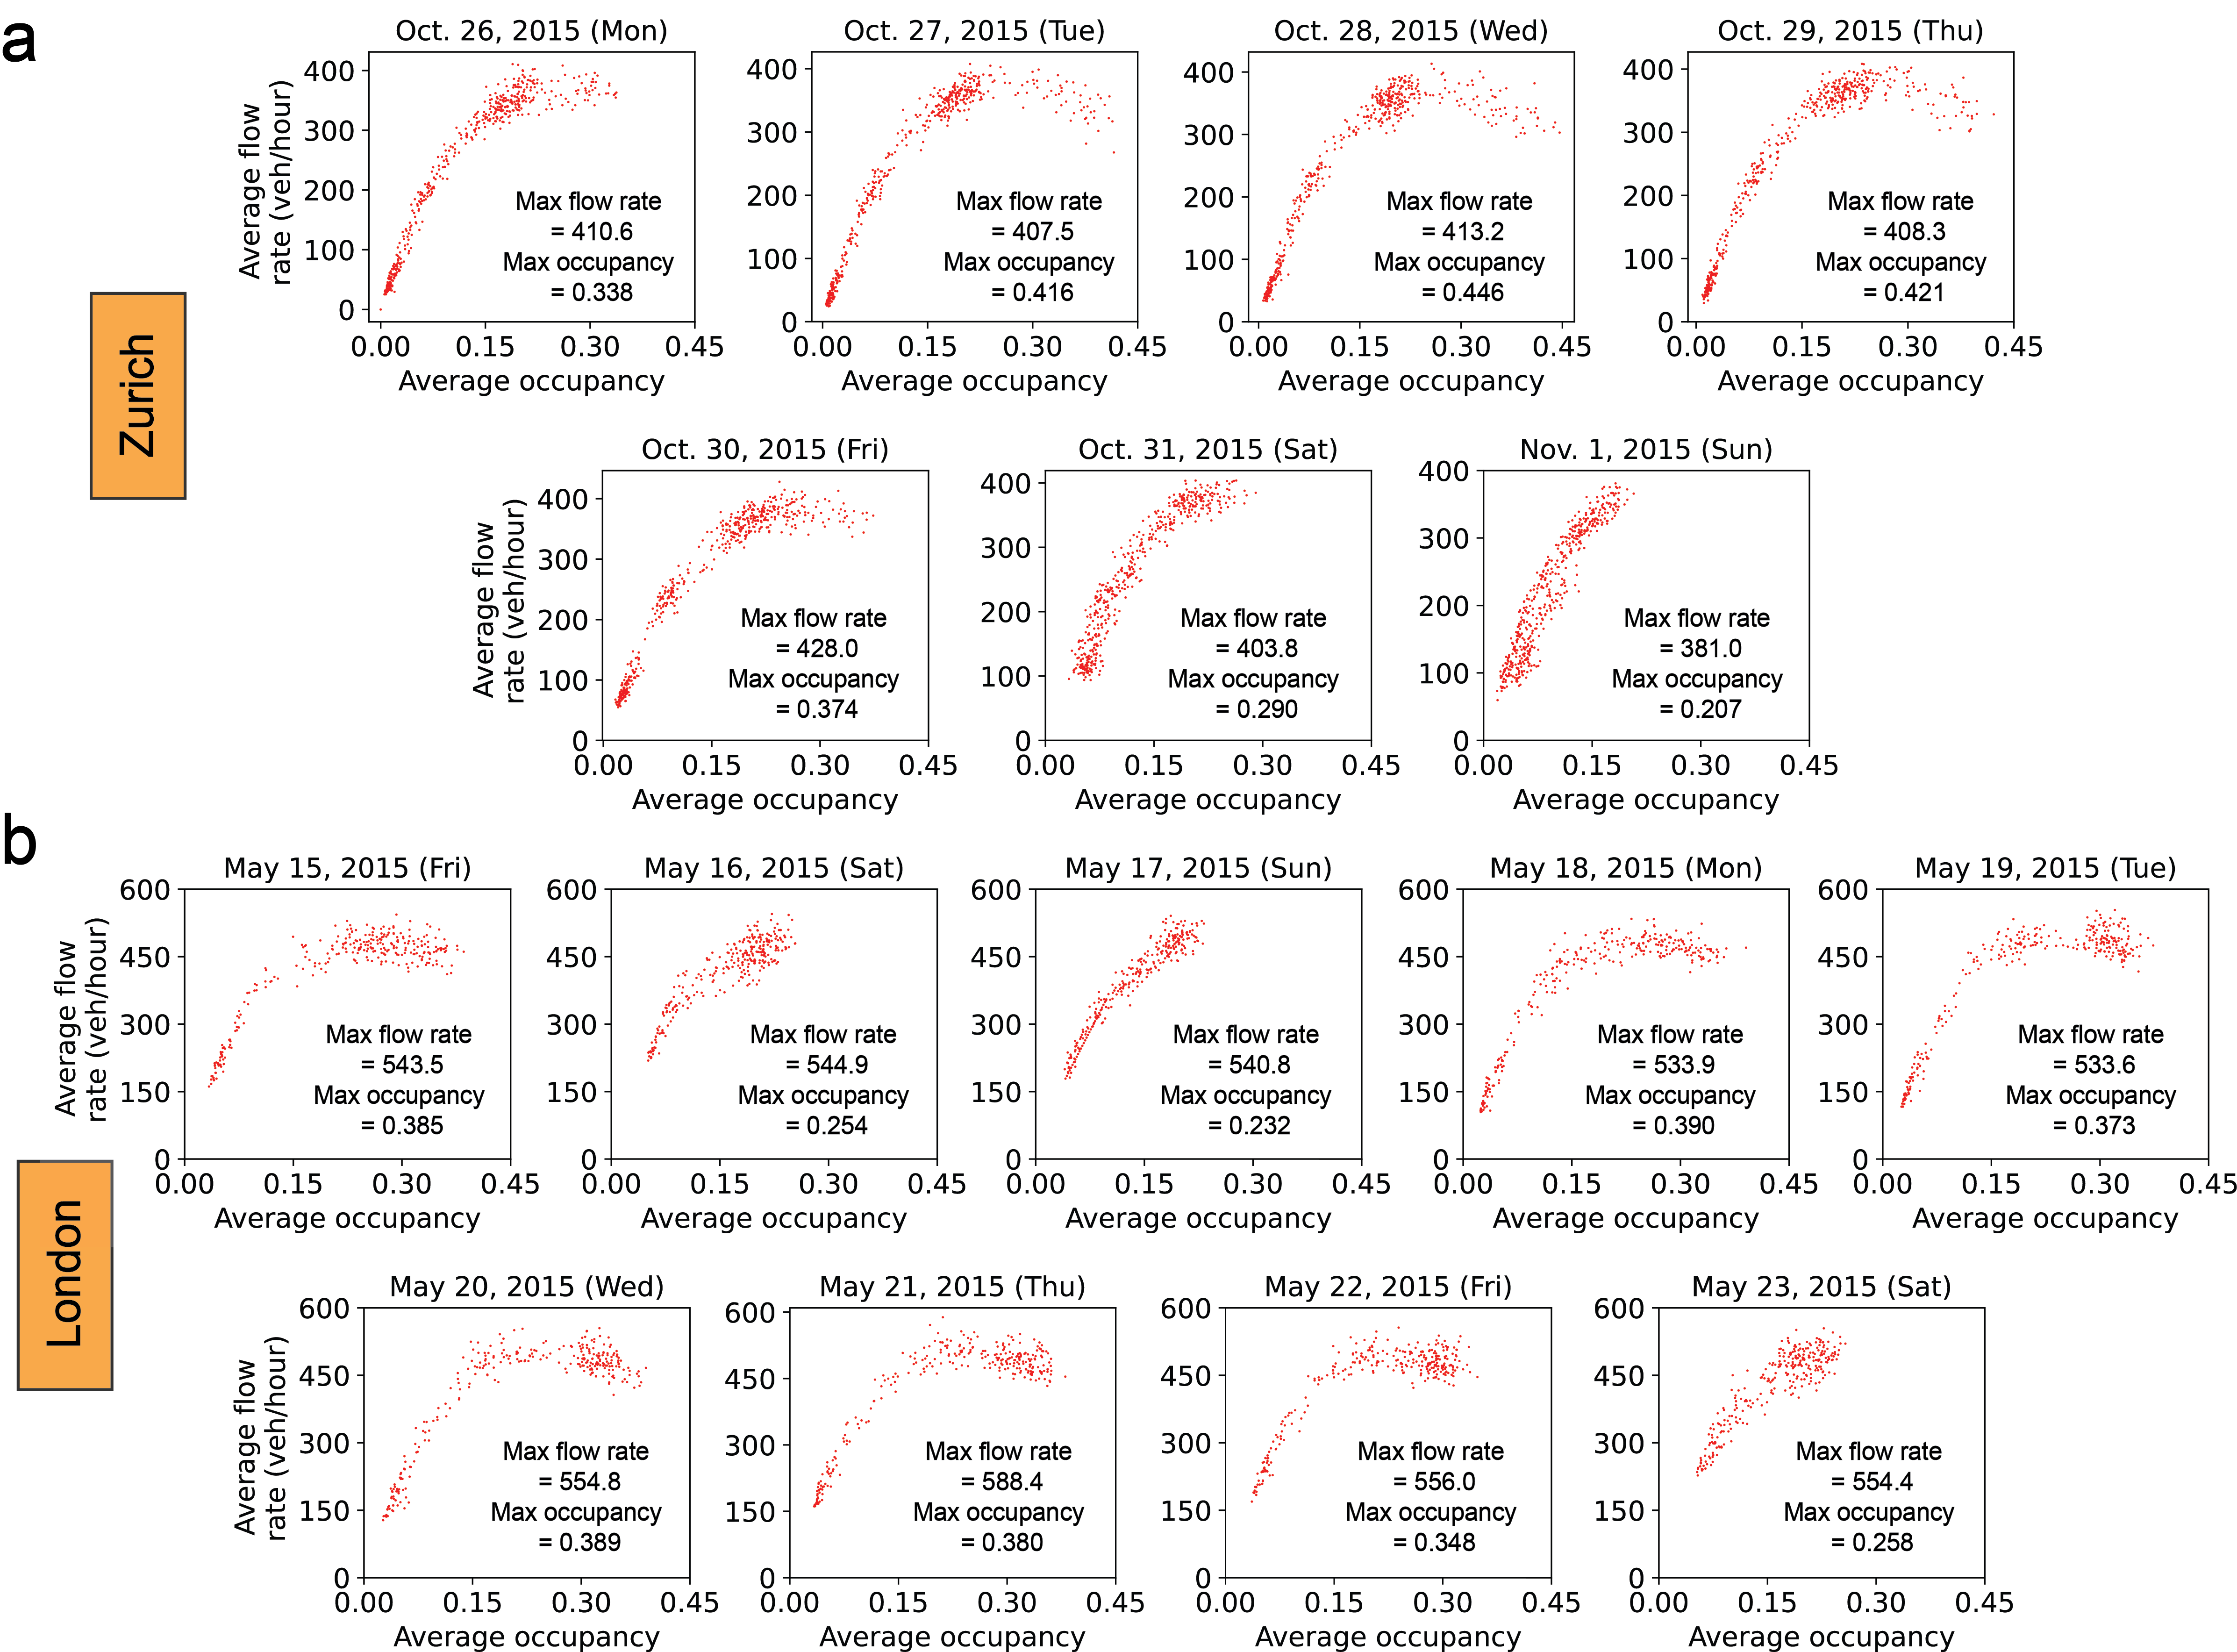 a
Zurich
Oct. 26, 2015 (Mon)
Average flow
rate (veh/hour)
400
300
200
100
0
Max flow rate
= 410.6
Max occupancy
= 0.338
0.00 0.15 0.30 0.45
Average occupancy
Oct. 27, 2015 (Tue)
400
300
200
100
0
Max flow rate
= 407.5
Max occupancy
= 0.416
0.00 0.15 0.30 0.45
Average occupancy
Oct. 28, 2015 (Wed)
400
300
200
100
0
Max flow rate
= 413.2
Max occupancy
= 0.446
0.00 0.15 0.30 0.45
Average occupancy
Oct. 29, 2015 (Thu)
400
300
200
100
0
Max flow rate
= 408.3
Max occupancy
= 0.421
0.00 0.15 0.30 0.45
Average occupancy
Oct. 30, 2015 (Fri)
Average flow
rate (veh/hour)
400
300
200
100
0
Max flow rate
= 428.0
Max occupancy
= 0.374
0.00 0.15 0.30 0.45
Average occupancy
Oct. 31, 2015 (Sat)
400
300
200
100
0
Max flow rate
= 403.8
Max occupancy
= 0.290
0.00 0.15 0.30 0.45
Average occupancy
Nov. 1, 2015 (Sun)
400
300
200
100
0
Max flow rate
= 381.0
Max occupancy
= 0.207
0.00 0.15 0.30 0.45
Average occupancy
b
London
May 15, 2015 (Fri)
Average flow
rate (veh/hour)
600
450
300
150
0
Max flow rate
= 543.5
Max occupancy
= 0.385
0.00 0.15 0.30 0.45
Average occupancy
May 16, 2015 (Sat)
600
450
300
150
0
Max flow rate
= 544.9
Max occupancy
= 0.254
0.00 0.15 0.30 0.45
Average occupancy
May 17, 2015 (Sun)
600
450
300
150
0
Max flow rate
= 540.8
Max occupancy
= 0.232
0.00 0.15 0.30 0.45
Average occupancy
May 18, 2015 (Mon)
600
450
300
150
0
Max flow rate
= 533.9
Max occupancy
= 0.390
0.00 0.15 0.30 0.45
Average occupancy
May 19, 2015 (Tue)
600
450
300
150
0
Max flow rate
= 533.6
Max occupancy
= 0.373
0.00 0.15 0.30 0.45
Average occupancy
May 20, 2015 (Wed)
Average flow
rate (veh/hour)
600
450
300
150
0
Max flow rate
= 554.8
Max occupancy
= 0.389
0.00 0.15 0.30 0.45
Average occupancy
May 21, 2015 (Thu)
600
450
300
150
0
Max flow rate
= 588.4
Max occupancy
= 0.380
0.00 0.15 0.30 0.45
Average occupancy
May 22, 2015 (Fri)
600
450
300
150
0
Max flow rate
= 556.0
Max occupancy
= 0.348
0.00 0.15 0.30 0.45
Average occupancy
May 23, 2015 (Sat)
600
450
300
150
0
Max flow rate
= 554.4
Max occupancy
= 0.258
0.00 0.15 0.30 0.45
Average occupancy